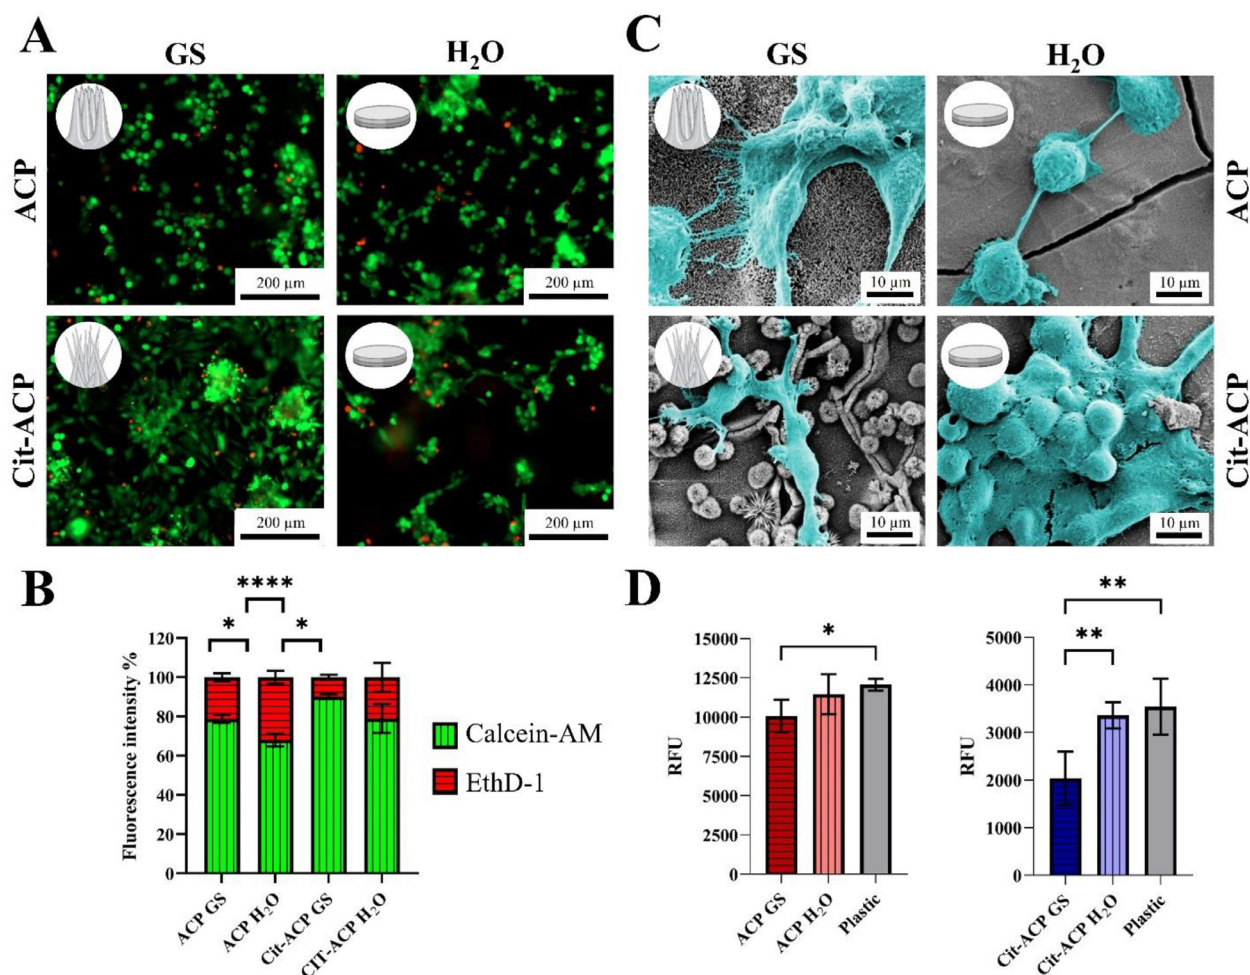 A
GS
H₂O
ACP
200 µm
200 µm
Cit-ACP
200 µm
200 µm
C
GS
H₂O
ACP
10 µm
10 µm
Cit-ACP
10 µm
10 µm
B
****
*
*
Fluorescence intensity %
120
100
80
60
40
20
0
ACP GS
ACP H₂O
Cit-ACP GS
CIT-ACP H₂O
Calcein-AM
EthD-1
D
*
RFU
15000
12500
10000
7500
5000
2500
0
ACP GS
ACP H₂O
Plastic
**
**
RFU
5000
4000
3000
2000
1000
0
Cit-ACP GS
Cit-ACP H₂O
Plastic